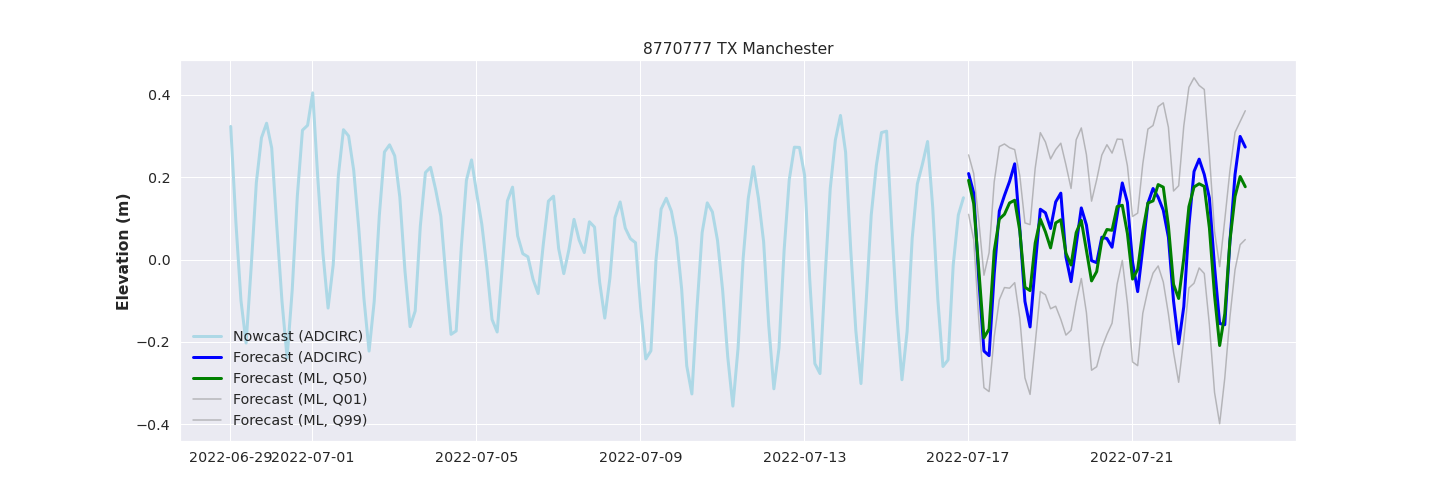 8770777 TX Manchester
Elevation (m)
0.4
0.2
0.0
−0.2
−0.4
Nowcast (ADCIRC)
Forecast (ADCIRC)
Forecast (ML, Q50)
Forecast (ML, Q01)
Forecast (ML, Q99)
2022-06-29 2022-07-01 2022-07-05 2022-07-09 2022-07-13 2022-07-17 2022-07-21